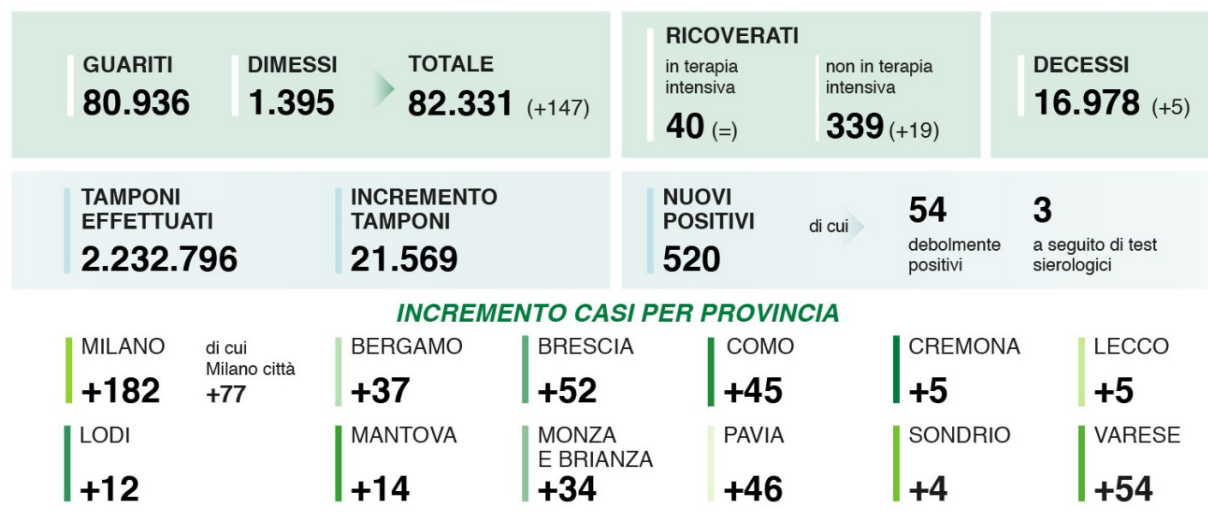 GUARITI
80.936
DIMESSI
1.395
TOTALE
82.331 (+147)
RICOVERATI
in terapia
intensiva
40 (=)
non in terapia
intensiva
339 (+19)
DECESSI
16.978 (+5)
TAMPONI
EFFETTUATI
2.232.796
INCREMENTO
TAMPONI
21.569
NUOVI
POSITIVI
520
di cui
54
debolmente
positivi
3
a seguito di test
sierologici
INCREMENTO CASI PER PROVINCIA
MILANO
+182
di cui
Milano città
+77
BERGAMO
+37
BRESCIA
+52
COMO
+45
CREMONA
+5
LECCO
+5
LODI
+12
MANTOVA
+14
MONZA
E BRIANZA
+34
PAVIA
+46
SONDRIO
+4
VARESE
+54